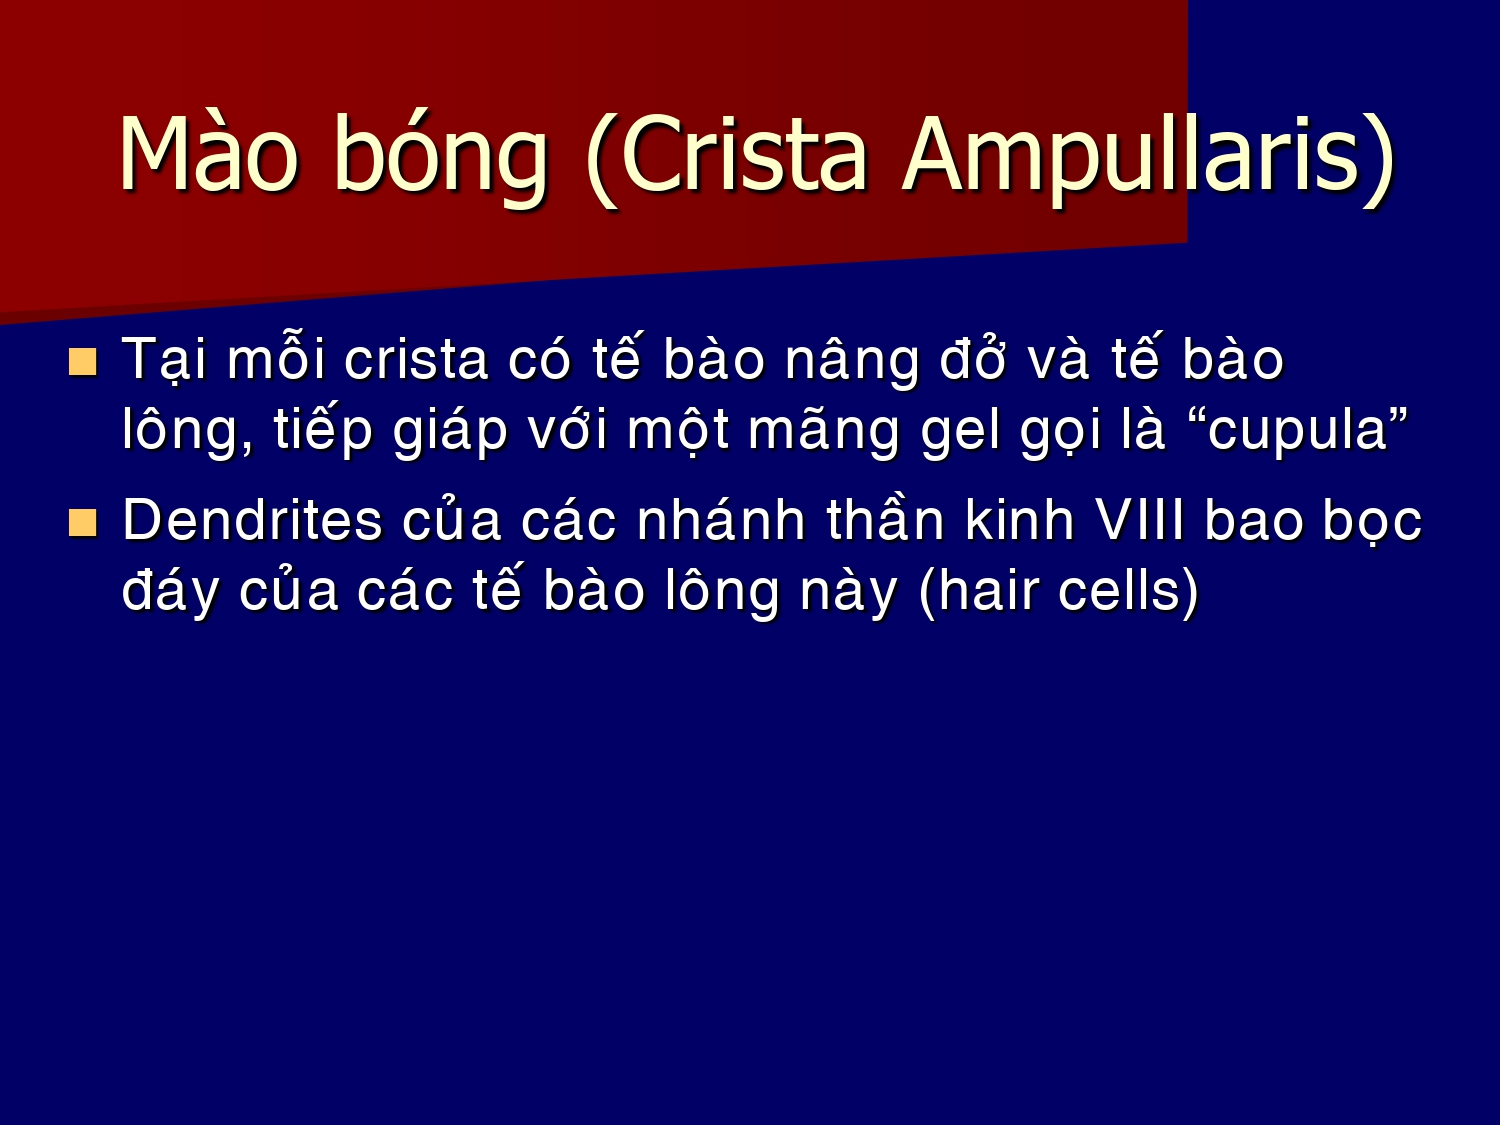 Mào bóng (Crista Ampullaris)
Tại mỗi crista có tế bào nâng đở và tế bào
lông, tiếp giáp với một mãng gel gọi là “cupula”
Dendrites của các nhánh thần kinh VIII bao bọc
đáy của các tế bào lông này (hair cells)